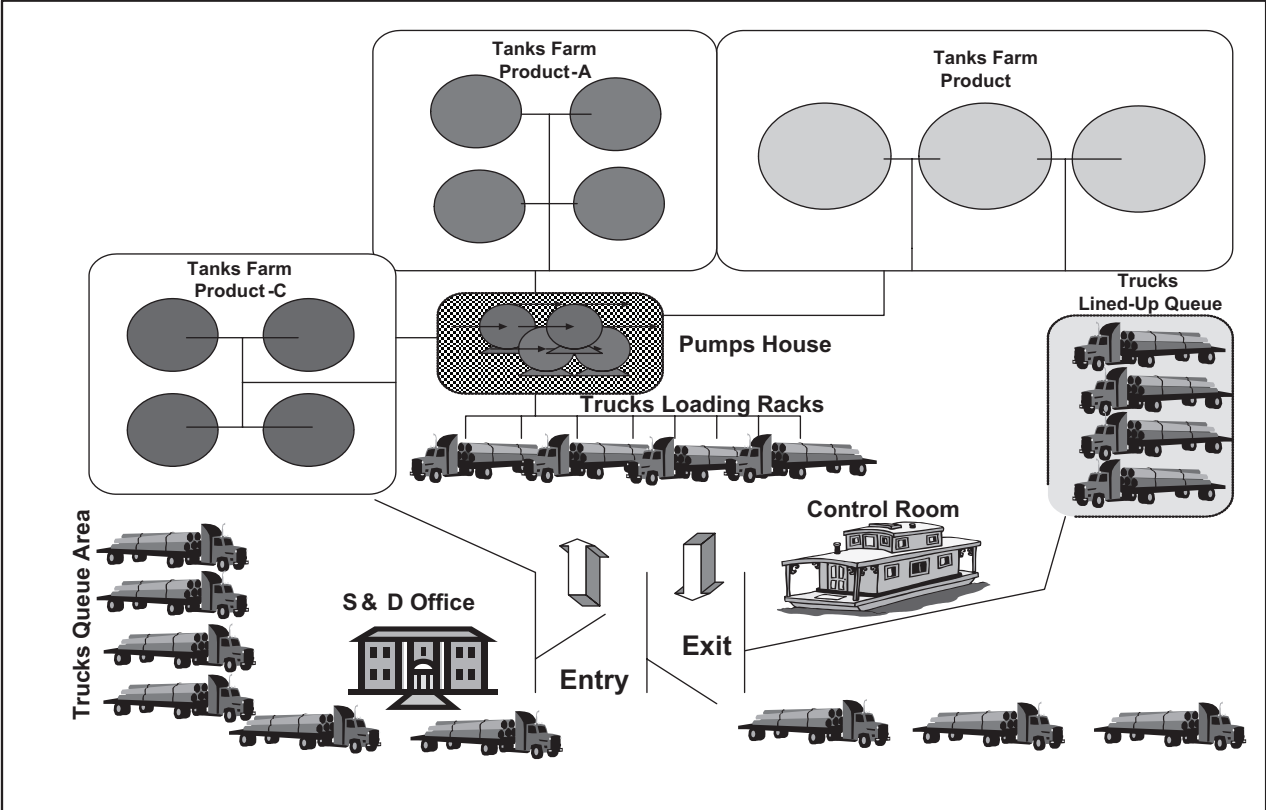 Tanks Farm
Product-A
Tanks Farm
Product
Tanks Farm
Product-C
Trucks
Lined-Up Queue
Pumps House
Trucks Loading Racks
Control Room
Trucks Queue Area
S & D Office
Exit
Entry